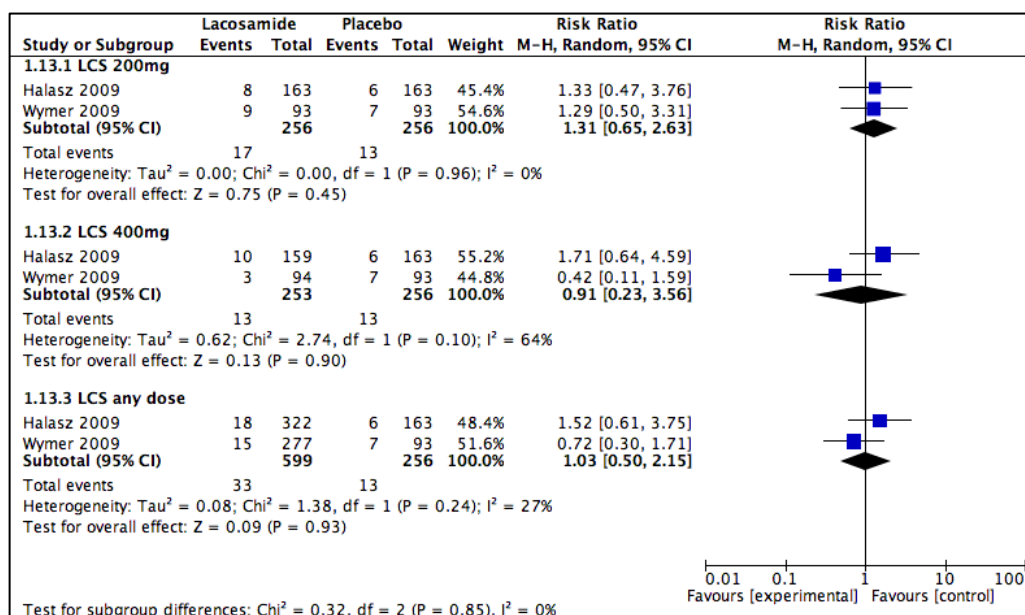 Lacosamide Placebo Risk Ratio Risk Ratio
Study or Subgroup Events Total Events Total Weight M-H, Random, 95% CI M-H, Random, 95% CI
1.13.1 LCS 200mg
Halasz 2009 8 163 6 163 45.4% 1.33 [0.47, 3.76]
Wymer 2009 9 93 7 93 54.6% 1.29 [0.50, 3.31]
Subtotal (95% CI) 256 256 100.0% 1.31 [0.65, 2.63]
Total events 17 13
Heterogeneity: Tau² = 0.00; Chi² = 0.00, df = 1 (P = 0.96); I² = 0%
Test for overall effect: Z = 0.75 (P = 0.45)
1.13.2 LCS 400mg
Halasz 2009 10 159 6 163 55.2% 1.71 [0.64, 4.59]
Wymer 2009 3 94 7 93 44.8% 0.42 [0.11, 1.59]
Subtotal (95% CI) 253 256 100.0% 0.91 [0.23, 3.56]
Total events 13 13
Heterogeneity: Tau² = 0.62; Chi² = 2.74, df = 1 (P = 0.10); I² = 64%
Test for overall effect: Z = 0.13 (P = 0.90)
1.13.3 LCS any dose
Halasz 2009 18 322 6 163 48.4% 1.52 [0.61, 3.75]
Wymer 2009 15 277 7 93 51.6% 0.72 [0.30, 1.71]
Subtotal (95% CI) 599 256 100.0% 1.03 [0.50, 2.15]
Total events 33 13
Heterogeneity: Tau² = 0.08; Chi² = 1.38, df = 1 (P = 0.24); I² = 27%
Test for overall effect: Z = 0.09 (P = 0.93)
0.01 0.1 1 10 100
Favours [experimental] Favours [control]
Test for subgroup differences: Chi² = 0.32, df = 2 (P = 0.85), I² = 0%